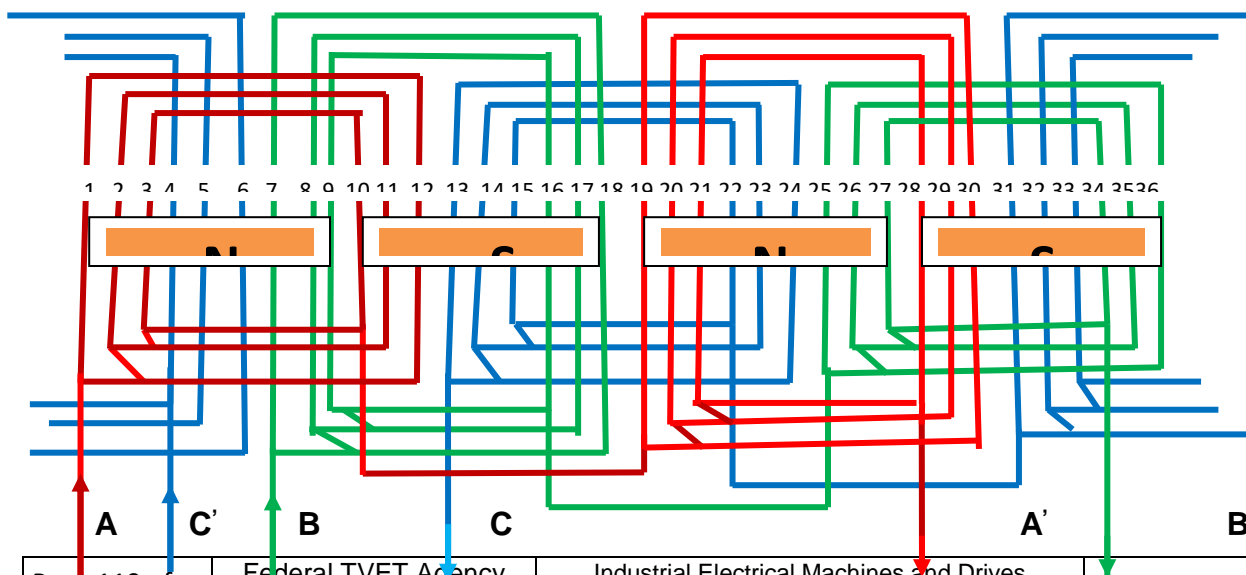 1 2 3 4 5 6 7 8 9 10 11 12 13 14 15 16 17 18 19 20 21 22 23 24 25 26 27 28 29 30 31 32 33 34 35 36
N S N S
A C’ B C A’ B
Federal TVET Agency Industrial Electrical Machines and Drives